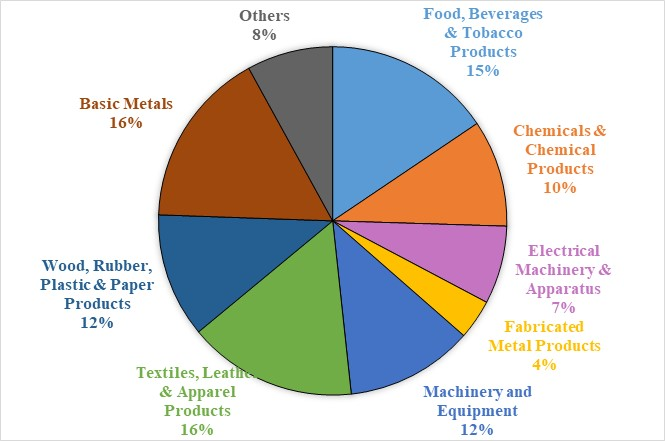 Others
8%
Food, Beverages
& Tobacco
Products
15%
Chemicals &
Chemical
Products
10%
Electrical
Machinery &
Apparatus
7%
Fabricated
Metal Products
4%
Machinery and
Equipment
12%
Textiles, Leathe
& Apparel
Products
16%
Wood, Rubber,
Plastic & Paper
Products
12%
Basic Metals
16%